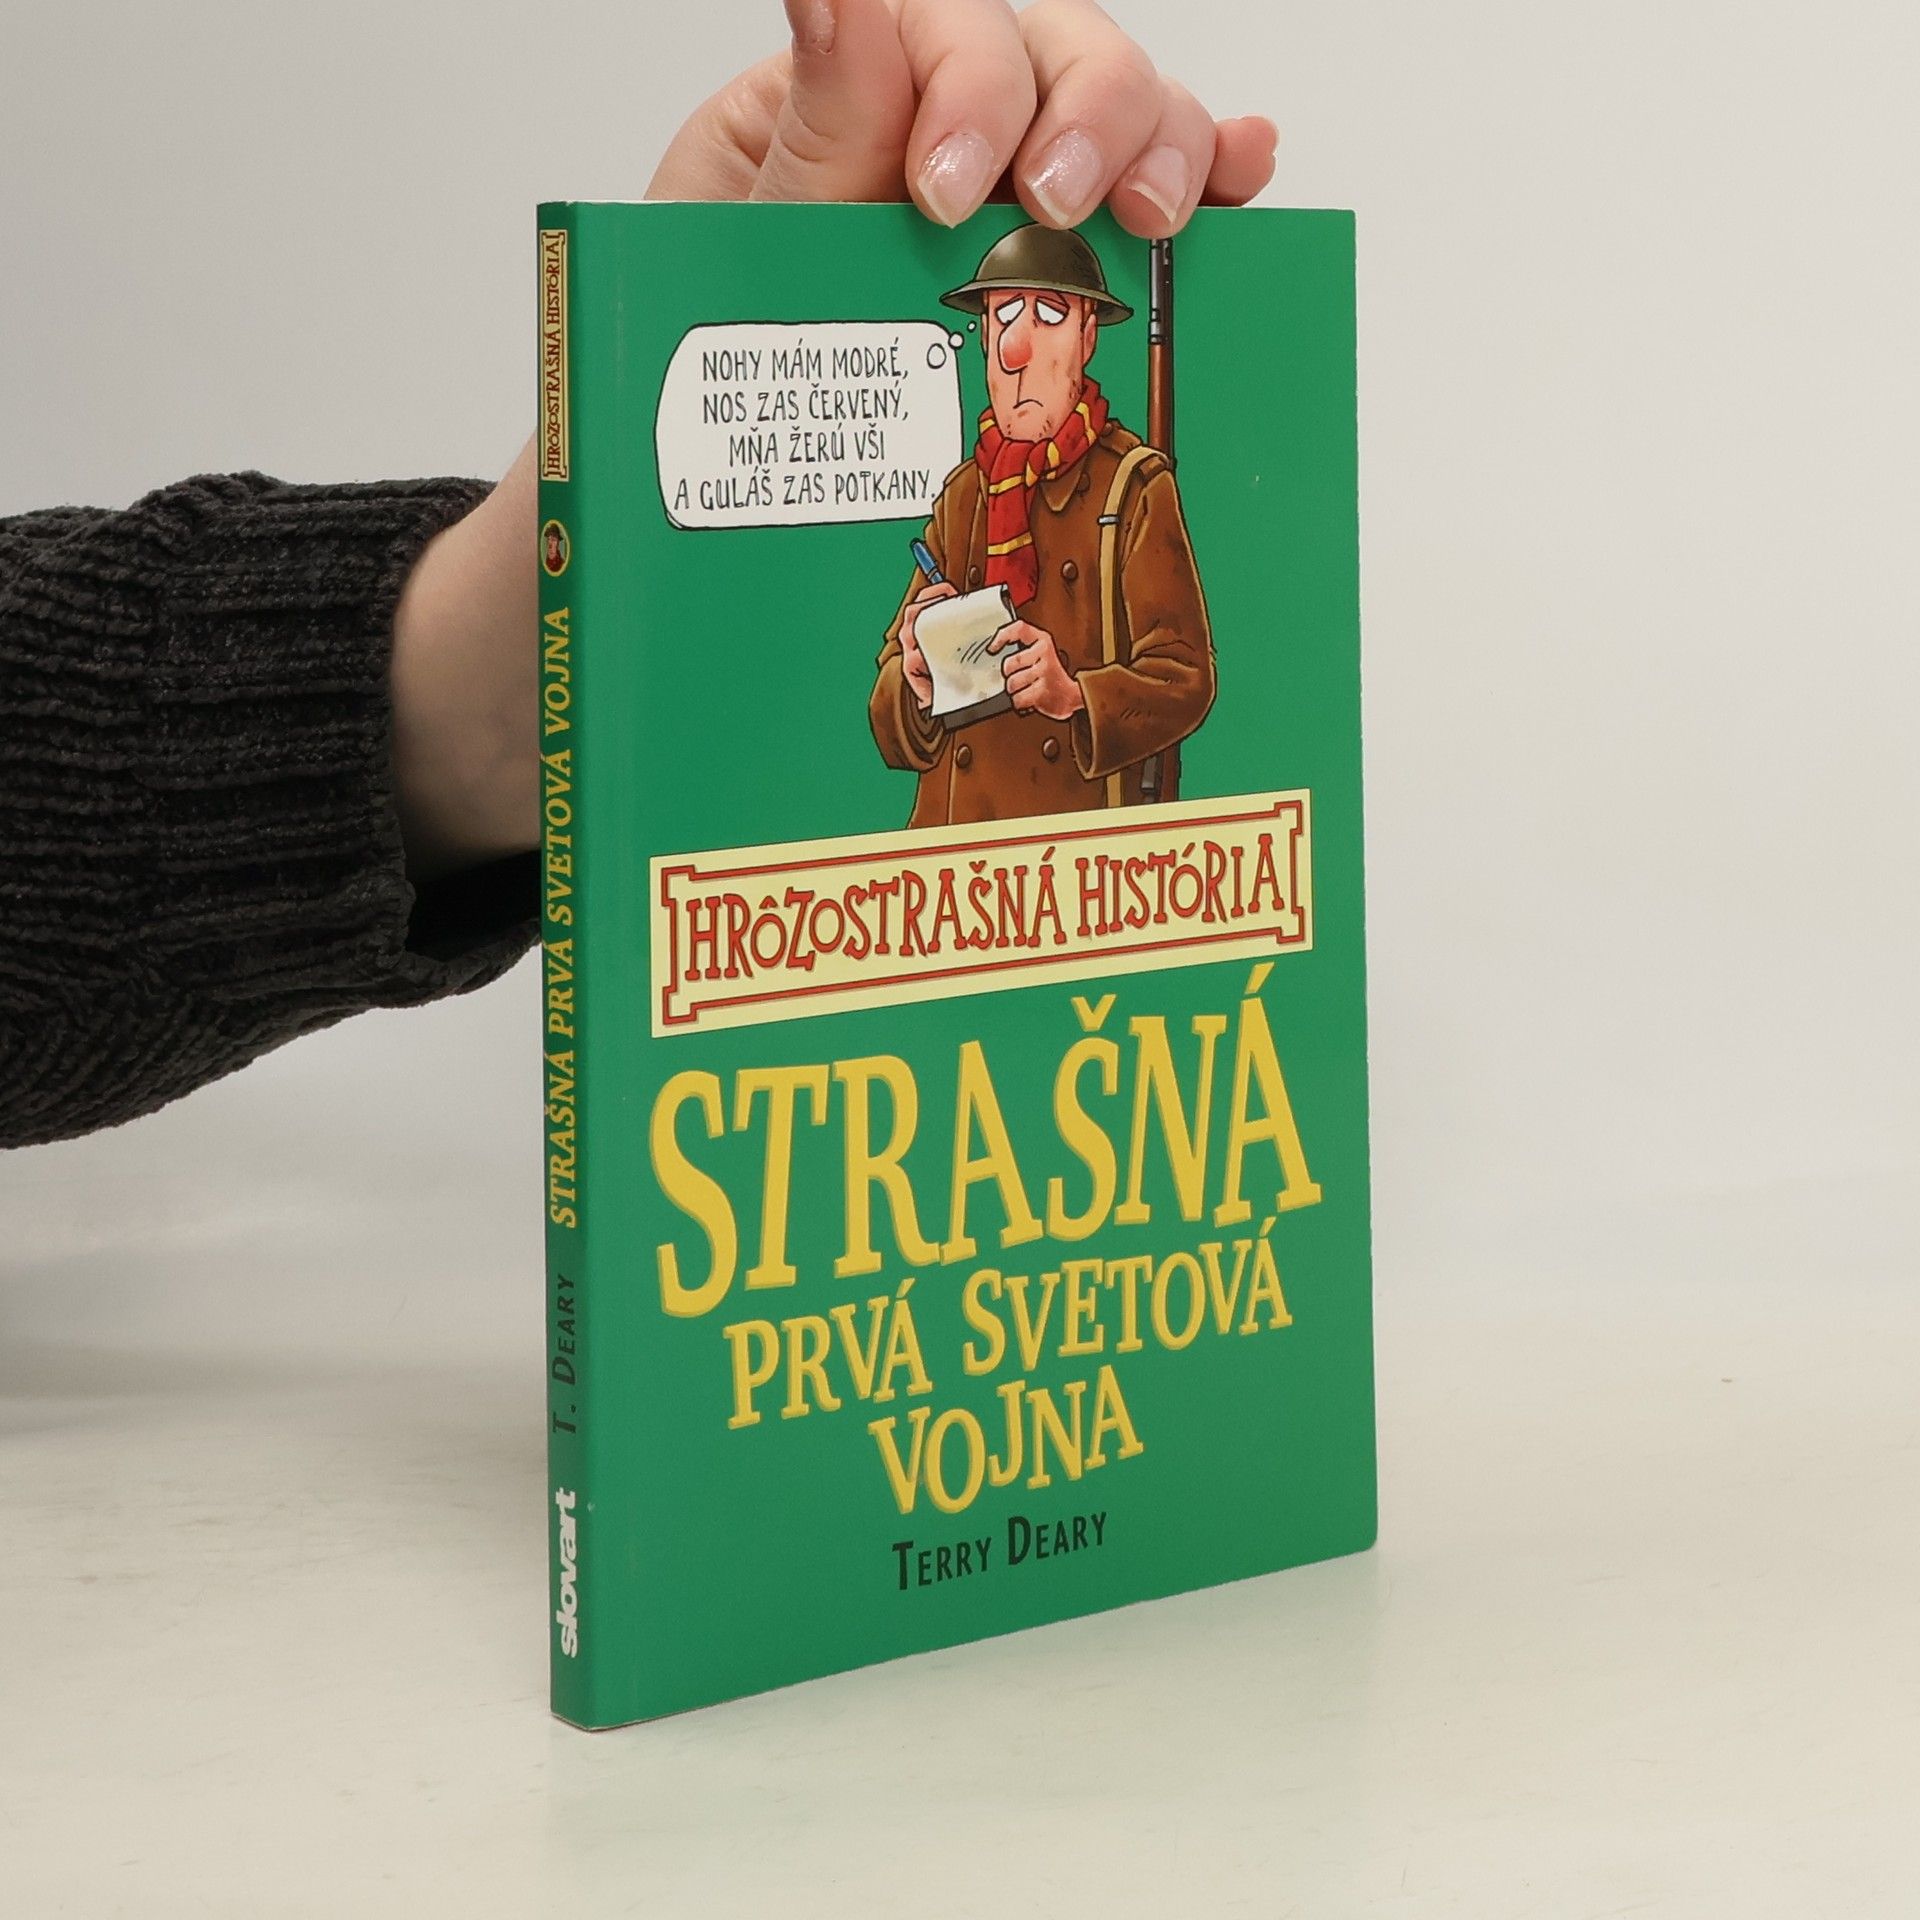 NOHY MÁM MODRÉ,
NOS ZAS ČERVENÝ,
MŇA ŽERÚ VŠI
A GULÁŠ ZAS POTKANY.
HRÔZOSTRAŠNÁ HISTÓRIA
STRAŠNÁ
PRVÁ SVETOVÁ
VOJNA
TERRY DEARY
HRÔZOSTRAŠNÁ HISTÓRIA
STRAŠNÁ PRVÁ SVETOVÁ VOJNA
T. DEARY
slovart